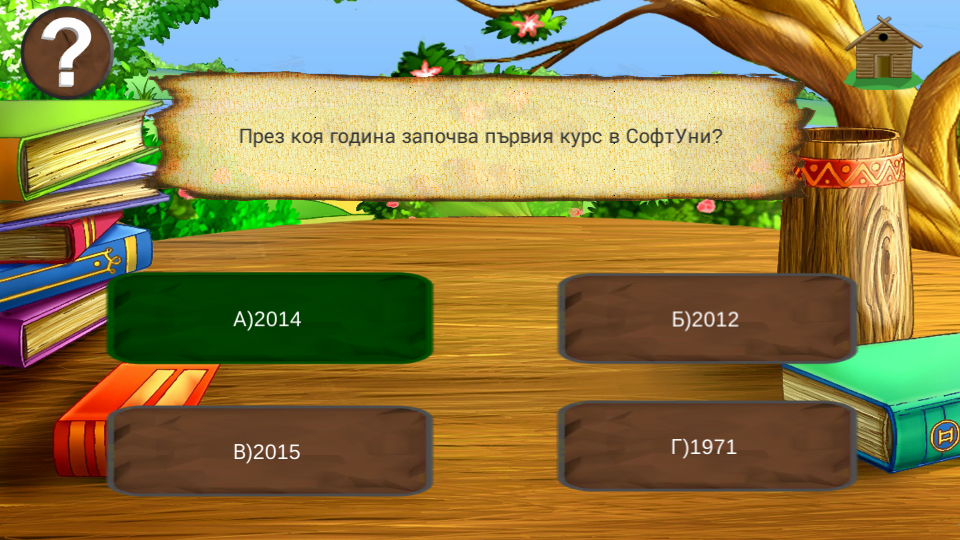 ?
През коя година започва първия курс в СофтУни?
А)2014
Б)2012
В)2015
Г)1971